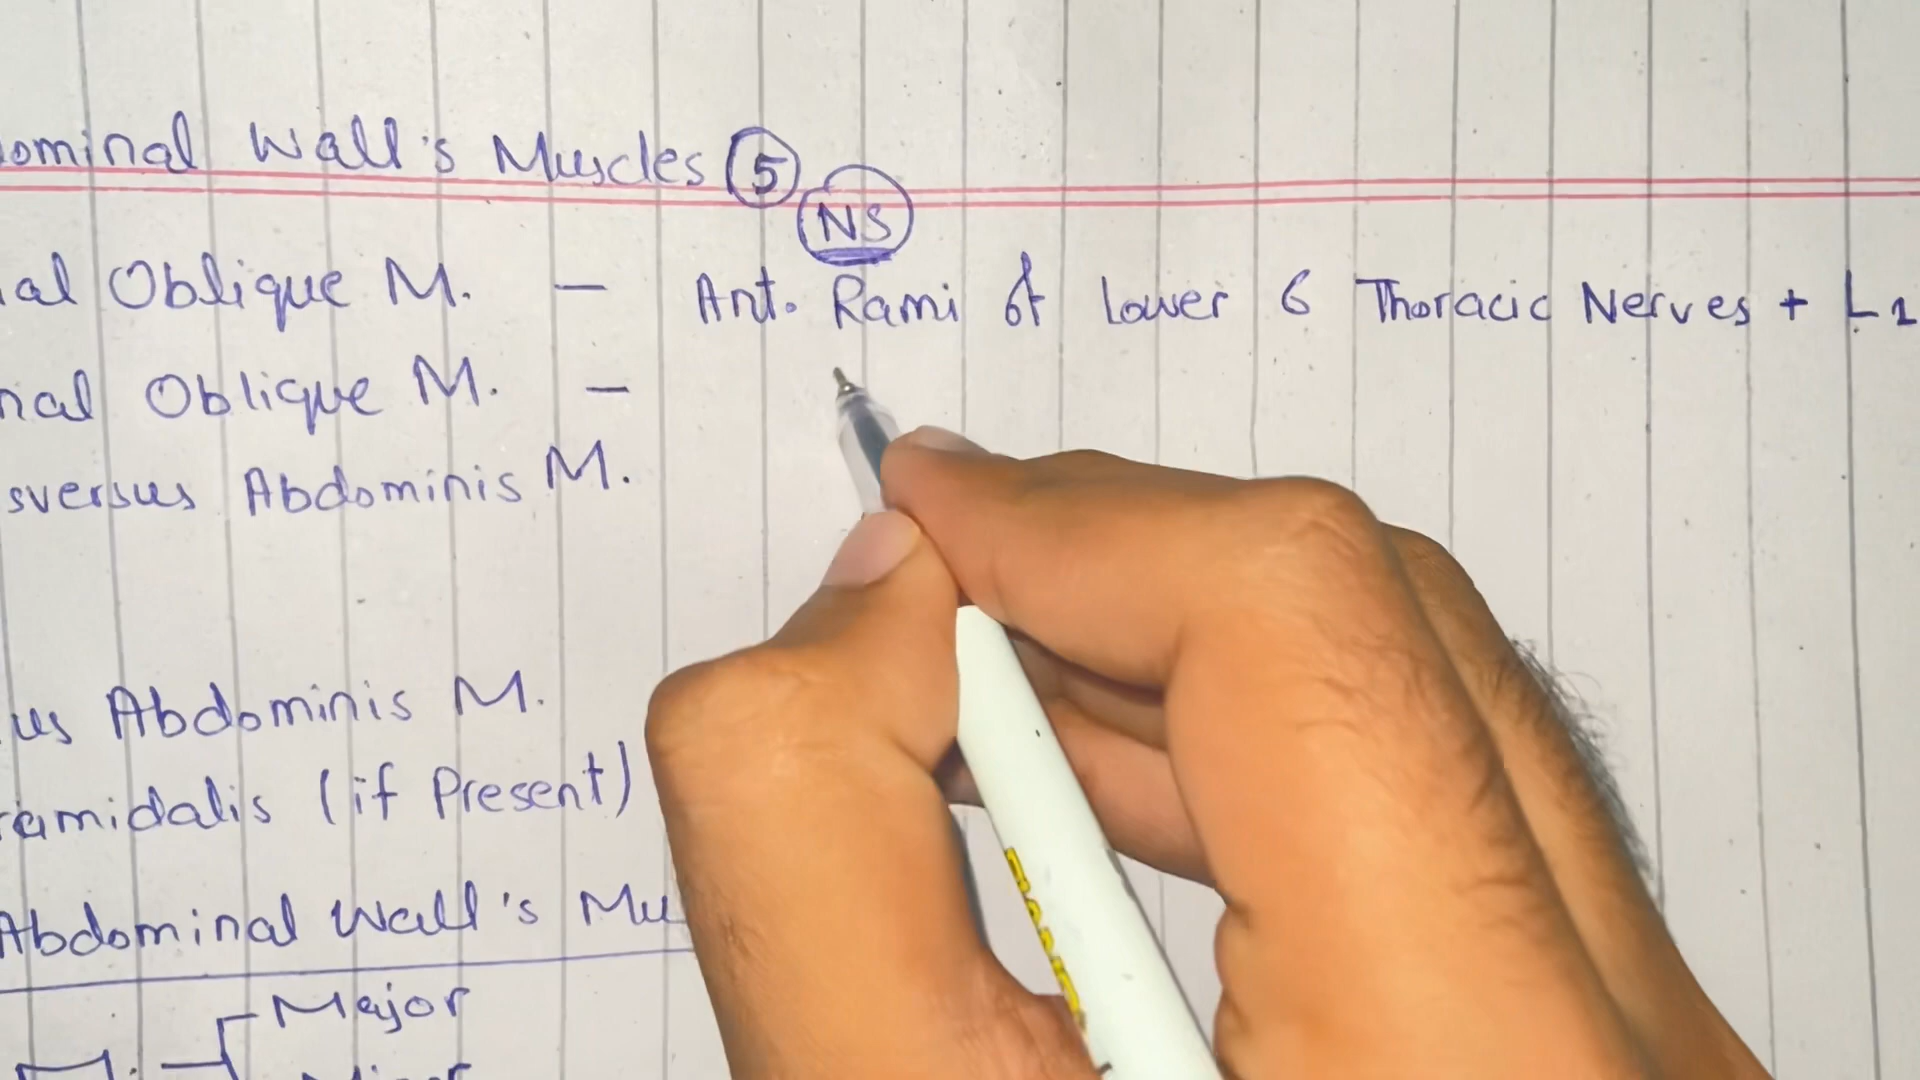 ominal Wall's Muscles 5
NS
al Oblique M. — Ant. Rami of Lower 6 Thoracic Nerves + L1
nal Oblique M. —
sversus Abdominis M.
us Abdominis M.
ramidalis (if Present)
Abdominal Wall's Mu
Major
M.